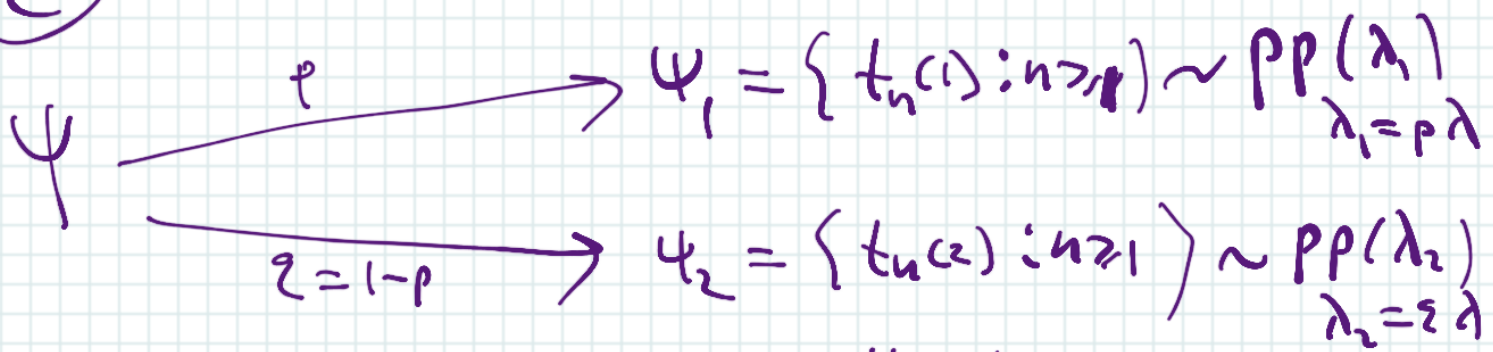 p
ψ
ψ₁ = { tₙ(1) : n ≥ 1 } ~ PP(λ₁)
λ₁ = pλ
q = 1 - p
ψ₂ = { tₙ(2) : n ≥ 1 } ~ PP(λ₂)
λ₂ = qλ